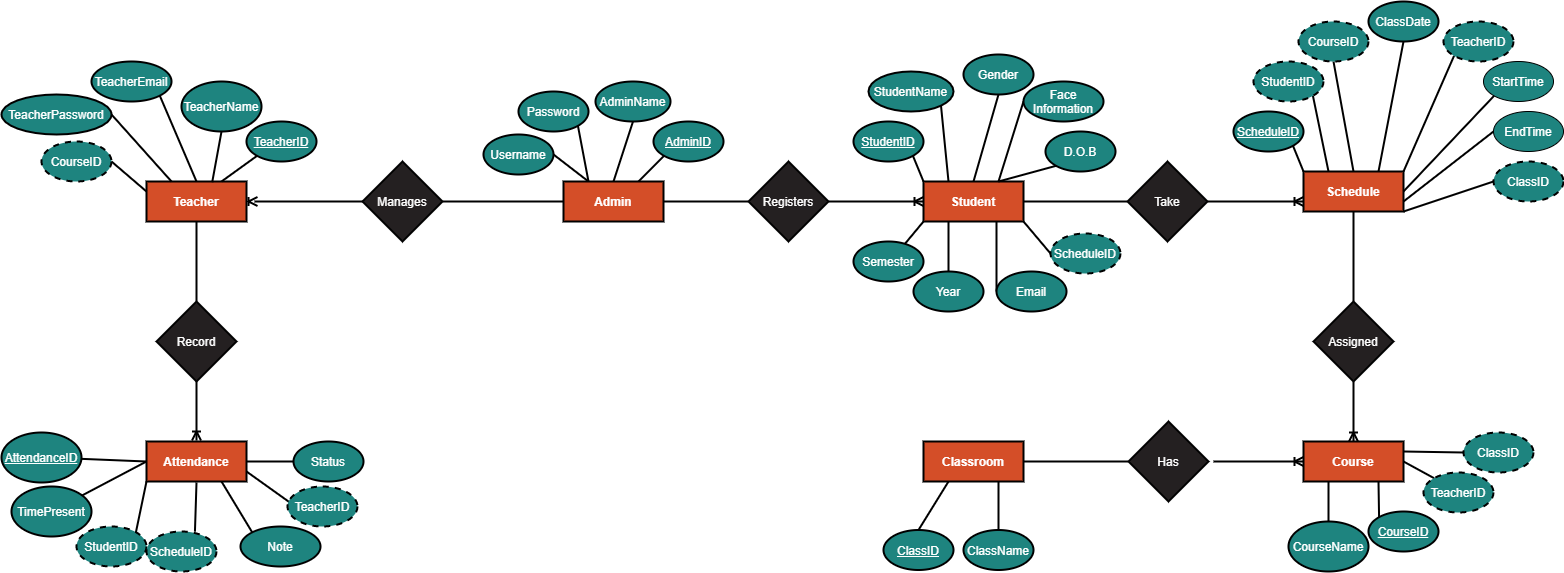 ClassDate
CourseID
TeacherID
TeacherEmail
Gender
StudentID
StartTime
TeacherPassword
TeacherName
Password
AdminName
StudentName
Face
Information
ScheduleID
EndTime
CourseID
TeacherID
Username
AdminID
StudentID
D.O.B
ClassID
Teacher
Manages
Admin
Registers
Student
Take
Schedule
Semester
Year
Email
ScheduleID
Record
Assigned
AttendanceID
Attendance
Status
Classroom
Has
Course
ClassID
TimePresent
TeacherID
TeacherID
StudentID
ScheduleID
Note
ClassID
ClassName
CourseName
CourseID